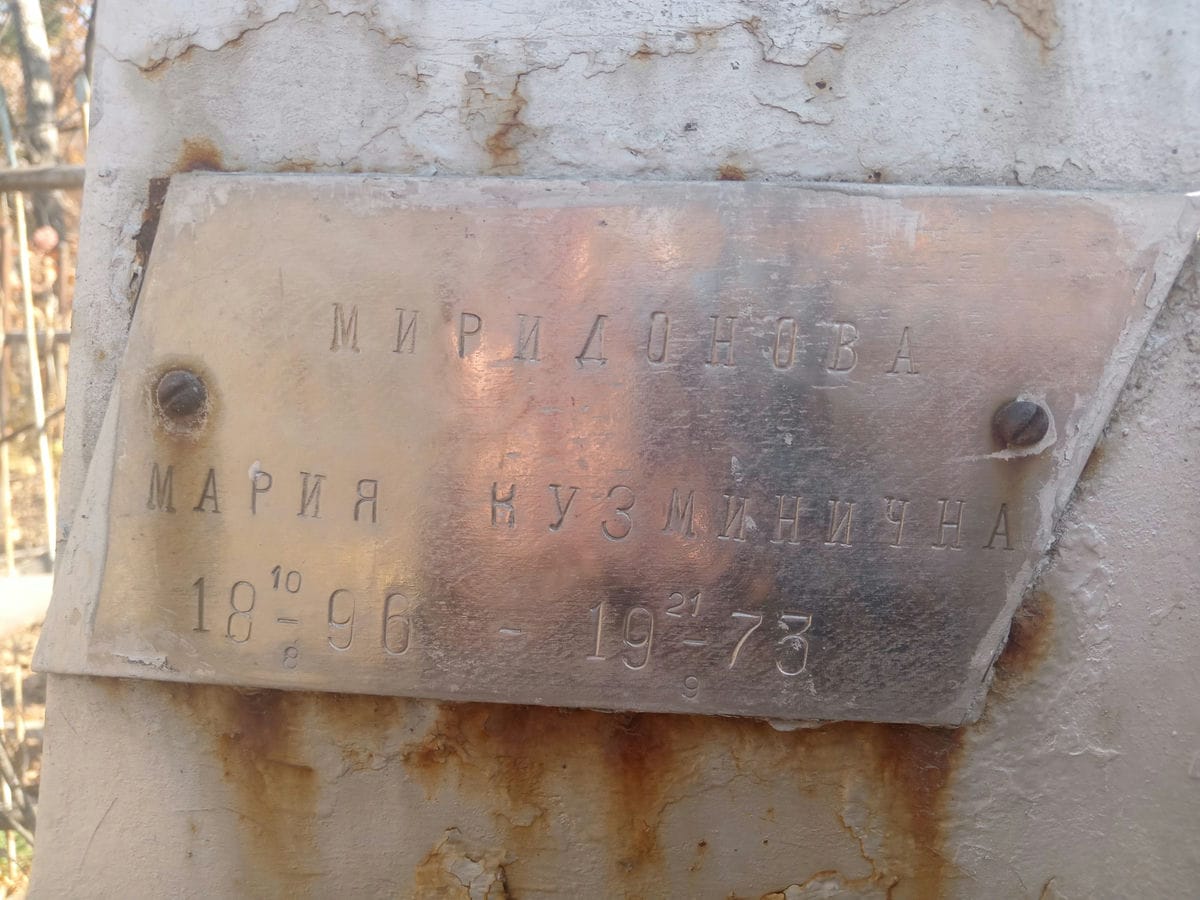 МИРИДОНОВА
МАРИЯ КУЗМИНИЧНА
18 10/8 96 - 19 21/9 73